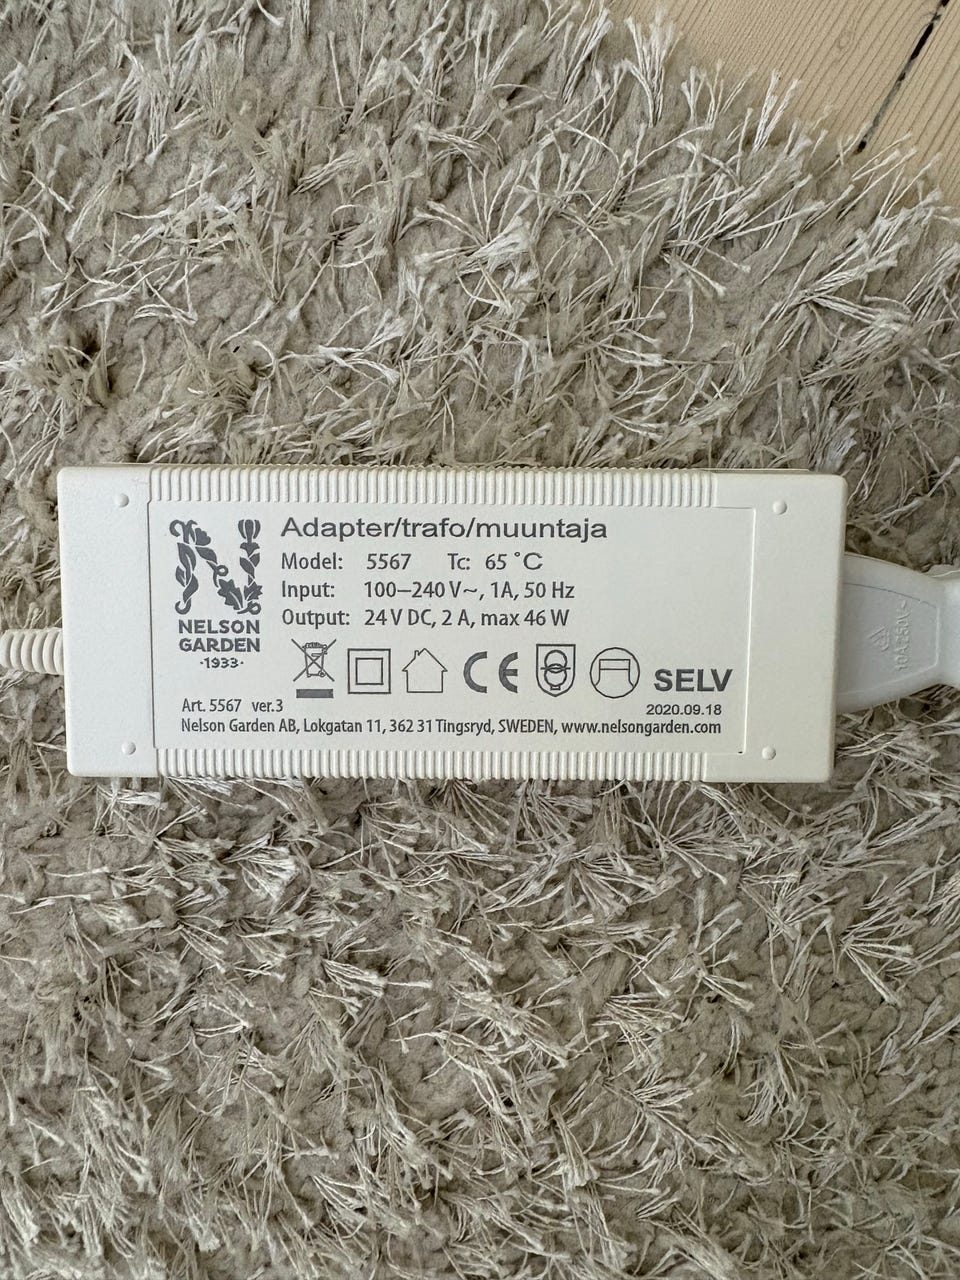 Adapter/trafo/muuntaja
Model: 5567 Tc: 65 °C
Input: 100–240 V~, 1A, 50 Hz
Output: 24 V DC, 2 A, max 46 W
NELSON
GARDEN
·1933·
CE
SELV
Art. 5567 ver.3
2020.09.18
Nelson Garden AB, Lokgatan 11, 362 31 Tingsryd, SWEDEN, www.nelsongarden.com
10A250V~